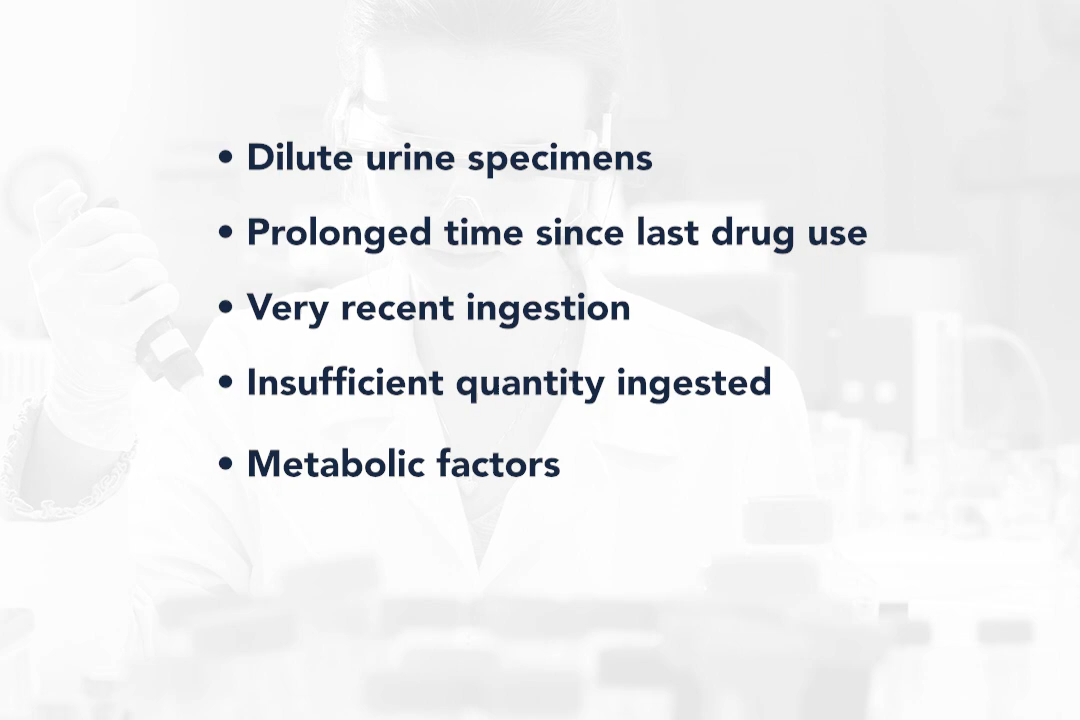 • Dilute urine specimens
• Prolonged time since last drug use
• Very recent ingestion
• Insufficient quantity ingested
• Metabolic factors